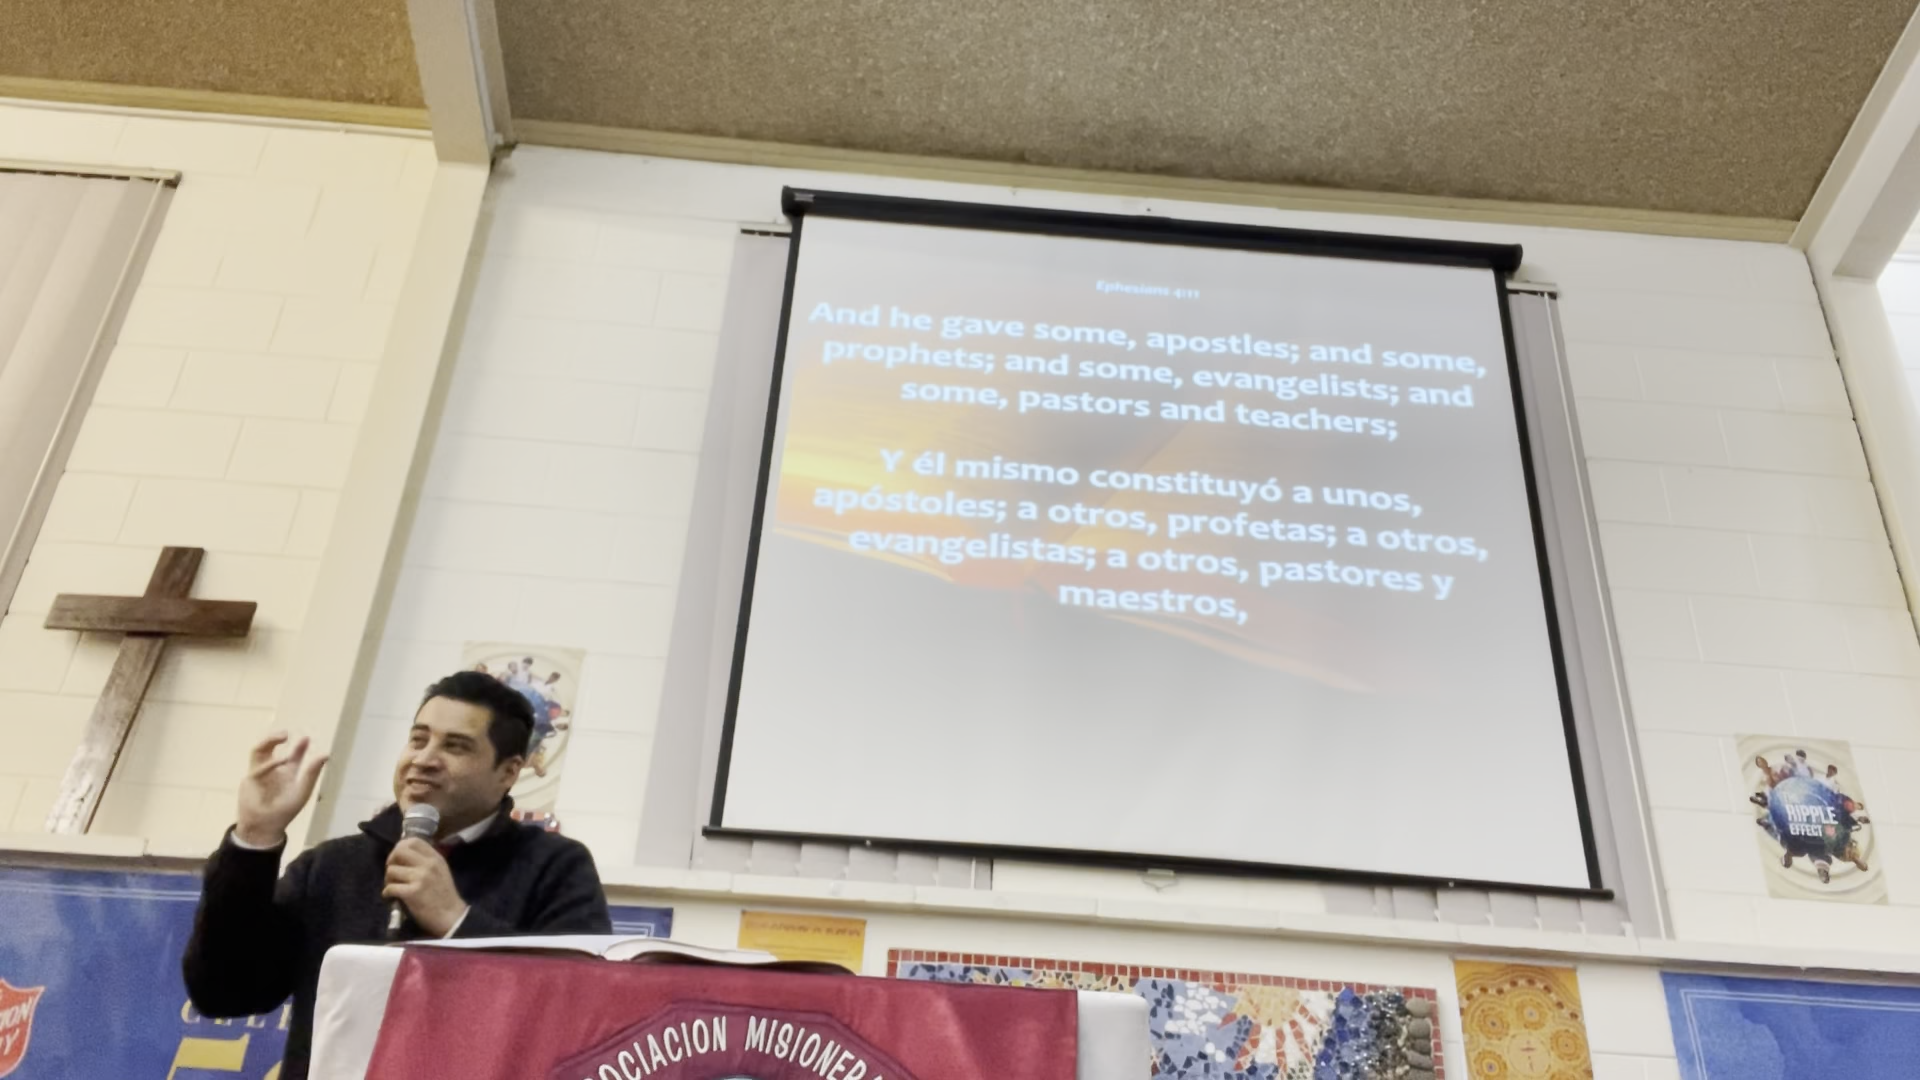 Ephesians 4:11
And he gave some, apostles; and some,
prophets; and some, evangelists; and
some, pastors and teachers;
Y él mismo constituyó a unos,
apóstoles; a otros, profetas; a otros,
evangelistas; a otros, pastores y
maestros,
RIPPLE
EFFECT
OCIACION MISIONER